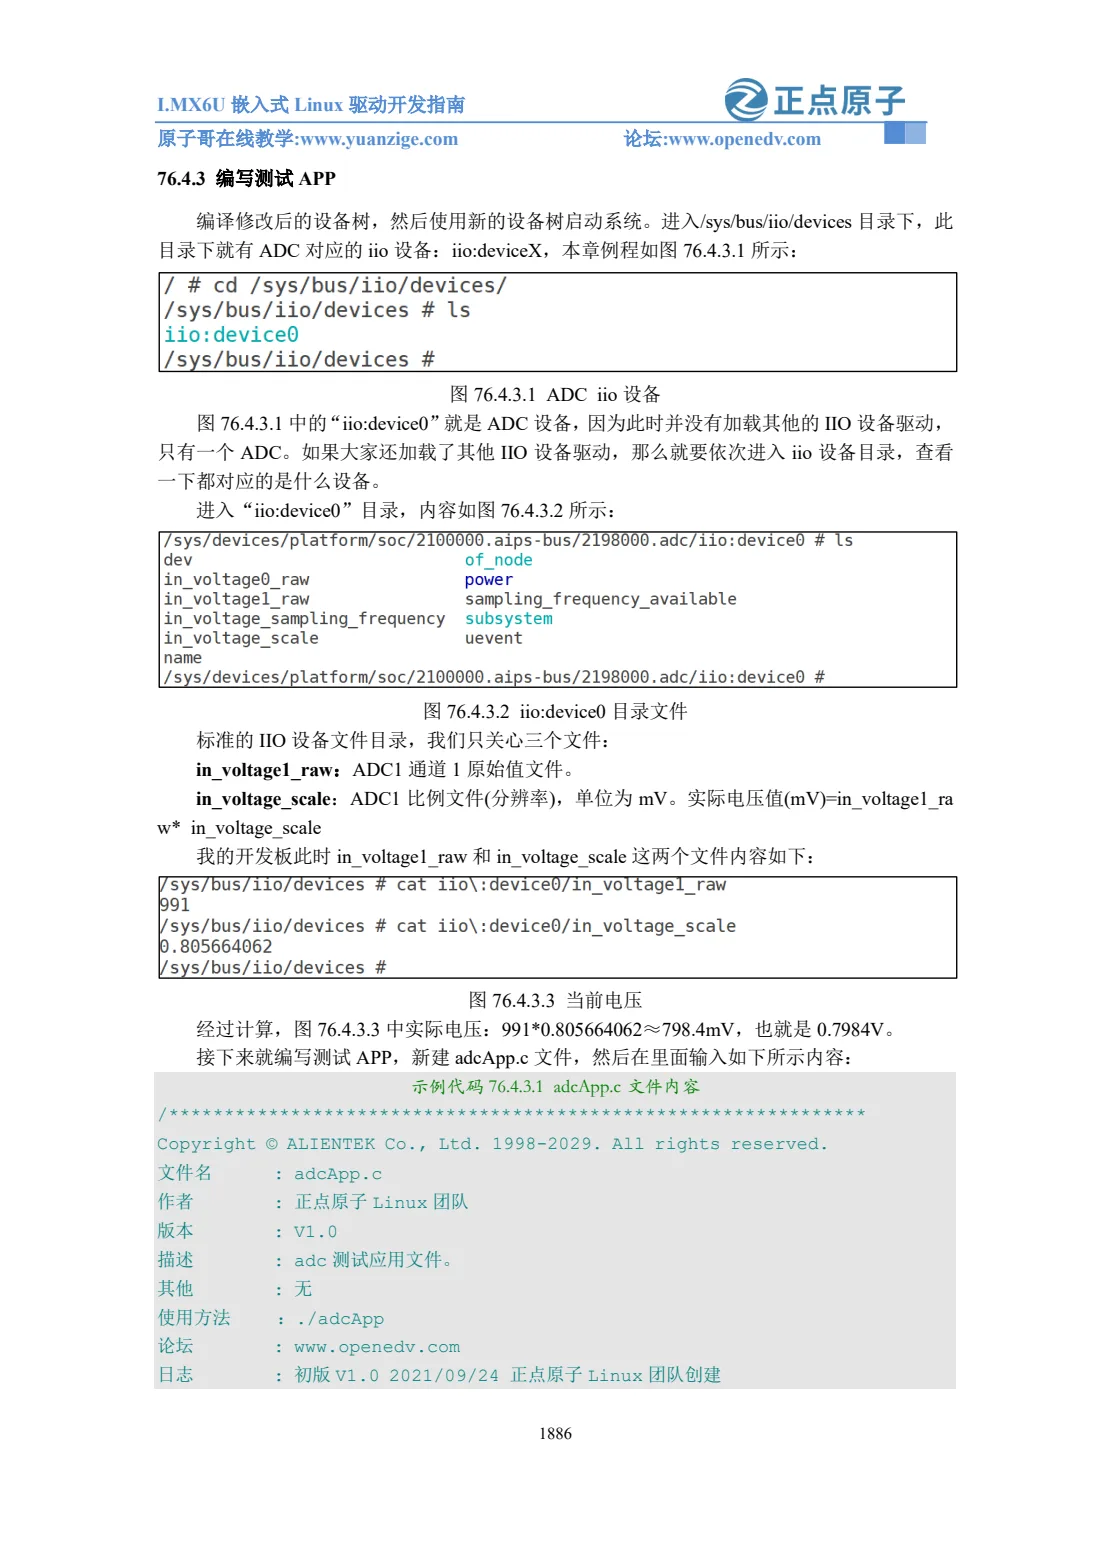 I.MX6U 嵌入式 Linux 驱动开发指南
正点原子
原子哥在线教学:www.yuanzige.com 论坛:www.openedv.com
76.4.3 编写测试 APP
编译修改后的设备树，然后使用新的设备树启动系统。进入/sys/bus/iio/devices 目录下，此
目录下就有 ADC 对应的 iio 设备：iio:deviceX，本章例程如图 76.4.3.1 所示：
/ # cd /sys/bus/iio/devices/
/sys/bus/iio/devices # ls
iio:device0
/sys/bus/iio/devices #
图 76.4.3.1 ADC iio 设备
图 76.4.3.1 中的“iio:device0”就是 ADC 设备，因为此时并没有加载其他的 IIO 设备驱动，
只有一个 ADC。如果大家还加载了其他 IIO 设备驱动，那么就要依次进入 iio 设备目录，查看
一下都对应的是什么设备。
进入“iio:device0”目录，内容如图 76.4.3.2 所示：
/sys/devices/platform/soc/2100000.aips-bus/2198000.adc/iio:device0 # ls
dev of_node
in_voltage0_raw power
in_voltage1_raw sampling_frequency_available
in_voltage_sampling_frequency subsystem
in_voltage_scale uevent
name
/sys/devices/platform/soc/2100000.aips-bus/2198000.adc/iio:device0 #
图 76.4.3.2 iio:device0 目录文件
标准的 IIO 设备文件目录，我们只关心三个文件：
in_voltage1_raw：ADC1 通道 1 原始值文件。
in_voltage_scale：ADC1 比例文件(分辨率)，单位为 mV。实际电压值(mV)=in_voltage1_ra
w* in_voltage_scale
我的开发板此时 in_voltage1_raw 和 in_voltage_scale 这两个文件内容如下：
/sys/bus/iio/devices # cat iio\:device0/in_voltage1_raw
991
/sys/bus/iio/devices # cat iio\:device0/in_voltage_scale
0.805664062
/sys/bus/iio/devices #
图 76.4.3.3 当前电压
经过计算，图 76.4.3.3 中实际电压：991*0.805664062≈798.4mV，也就是 0.7984V。
接下来就编写测试 APP，新建 adcApp.c 文件，然后在里面输入如下所示内容：
示例代码 76.4.3.1 adcApp.c 文件内容
/***************************************************************
Copyright © ALIENTEK Co., Ltd. 1998-2029. All rights reserved.
文件名 : adcApp.c
作者 : 正点原子 Linux 团队
版本 : V1.0
描述 : adc 测试应用文件。
其他 : 无
使用方法 ：./adcApp
论坛 : www.openedv.com
日志 : 初版 V1.0 2021/09/24 正点原子 Linux 团队创建
1886